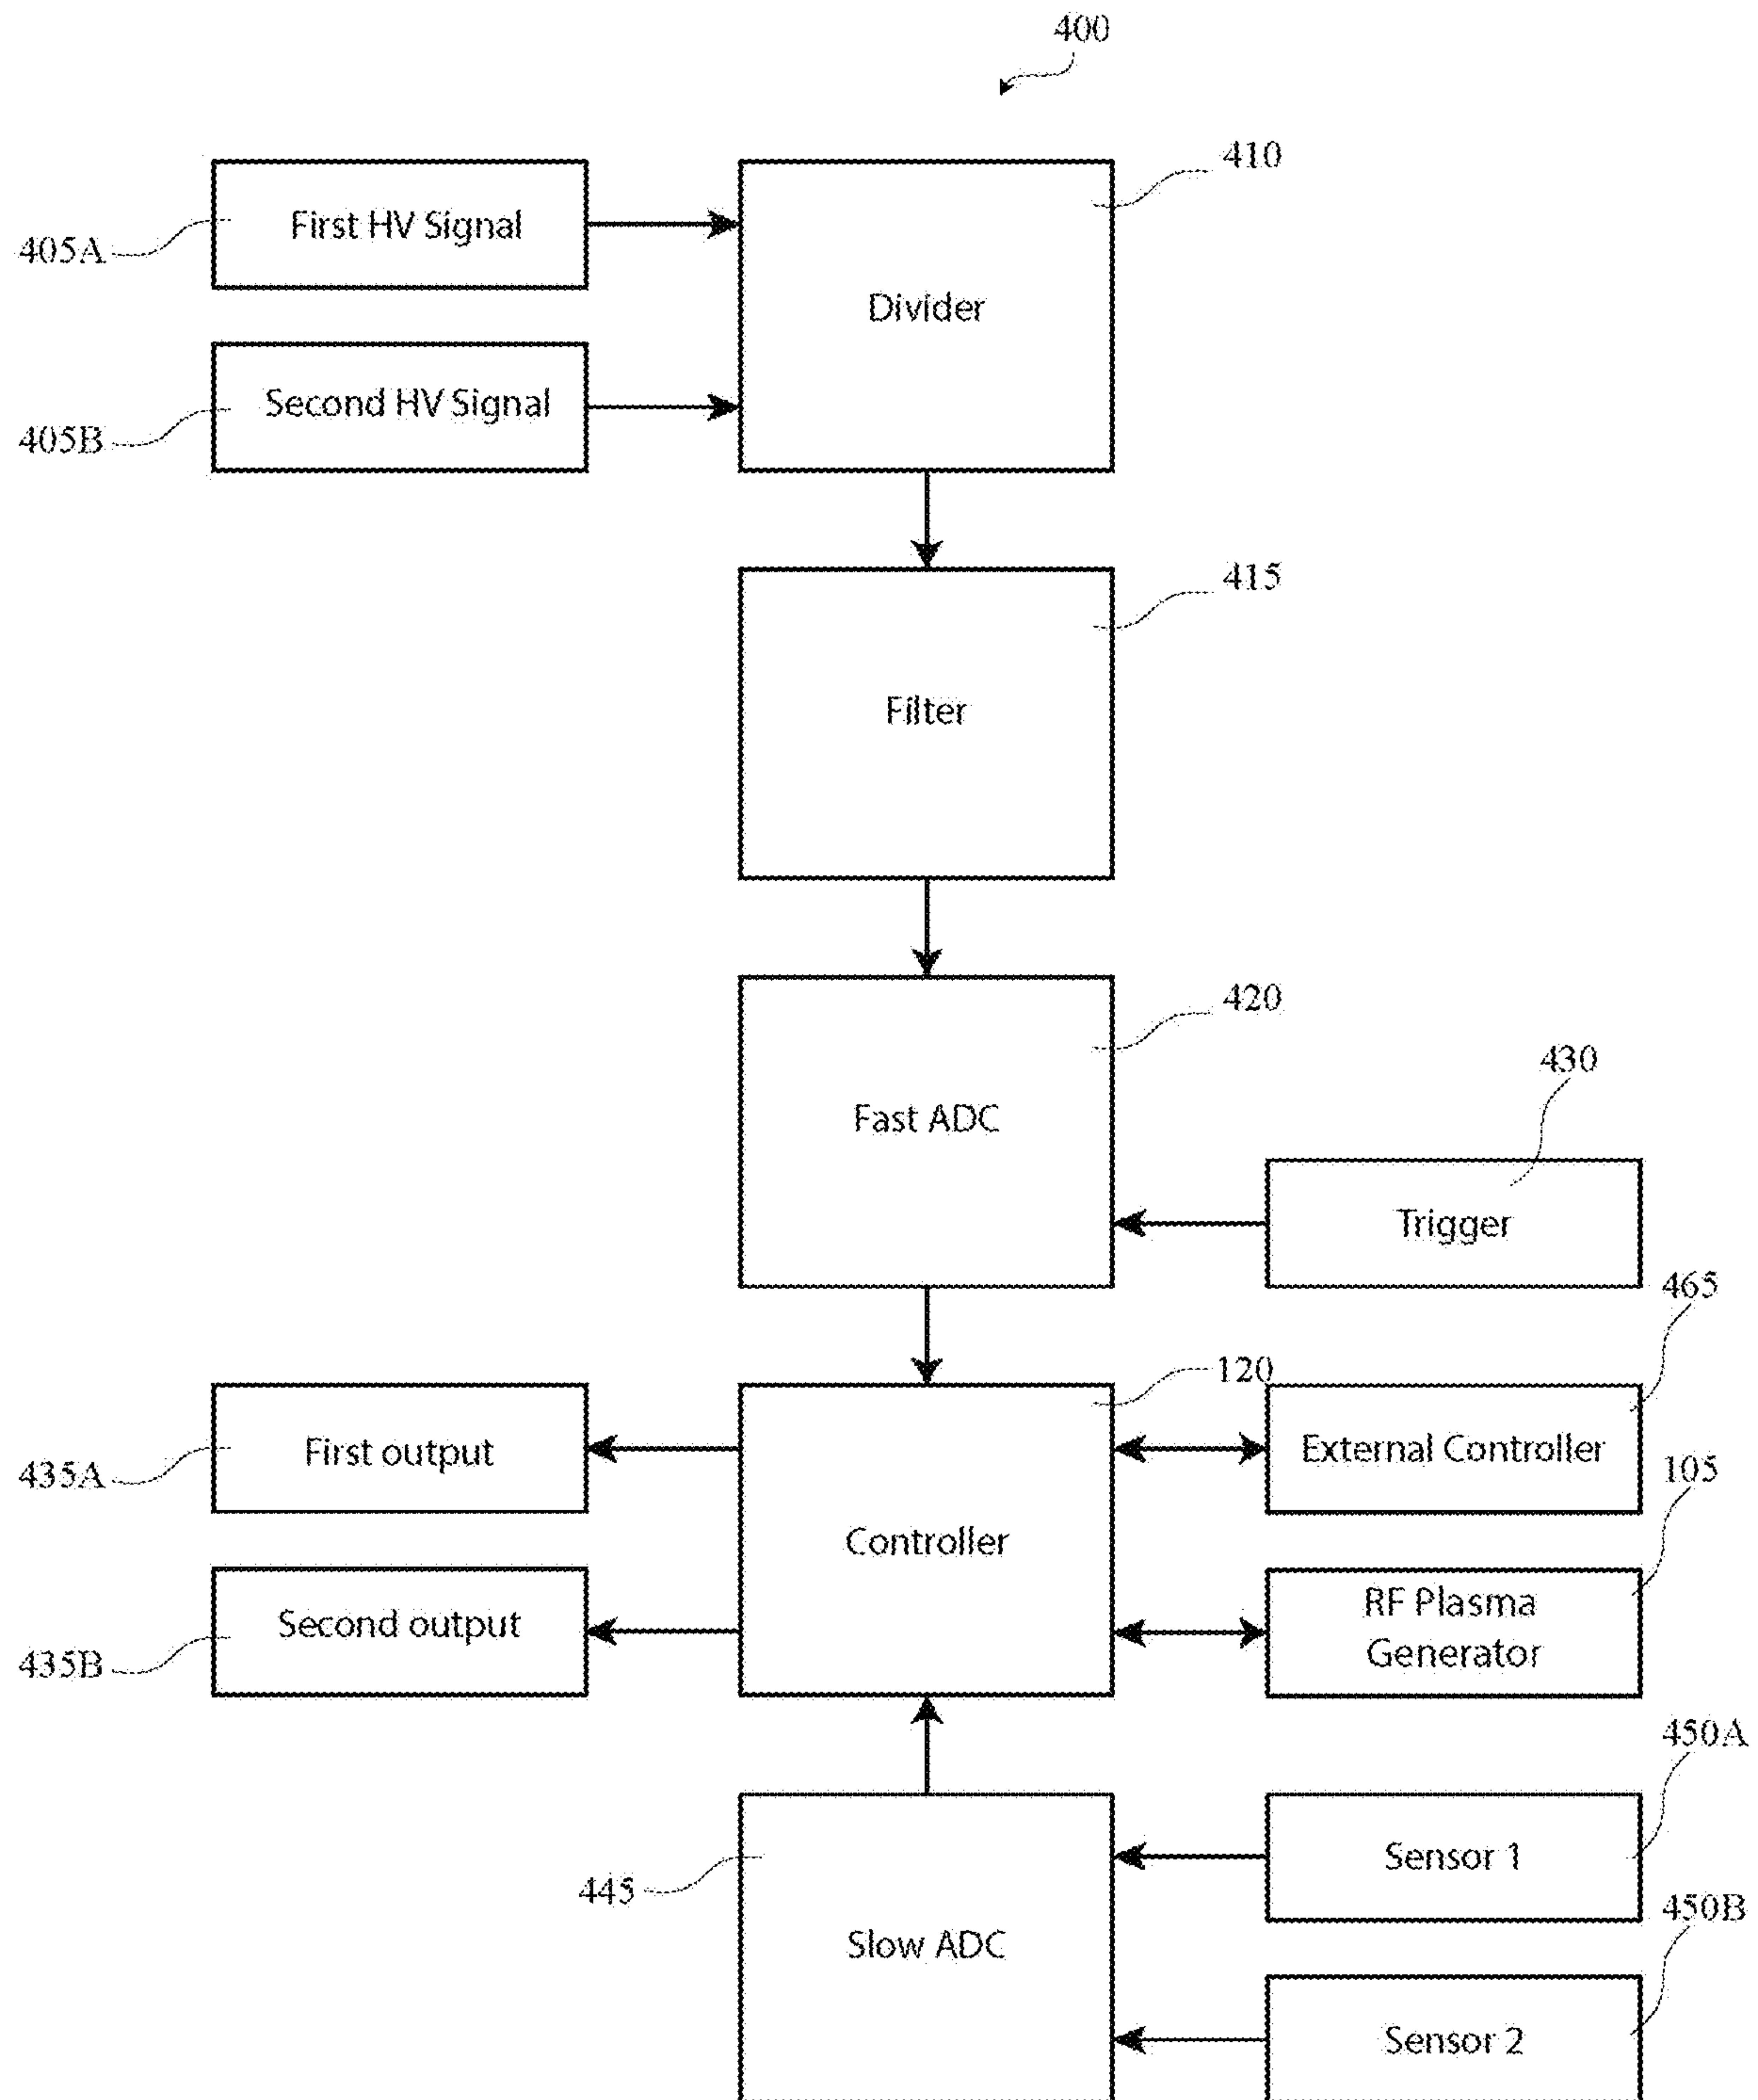 400
410
First HV Signal
405A
Divider
Second HV Signal
405B
415
Filter
420
Fast ADC
430
Trigger
465
120
First output
External Controller
435A
105
Controller
Second output
RF Plasma
Generator
435B
450A
Sensor 1
445
450B
Slow ADC
Sensor 2